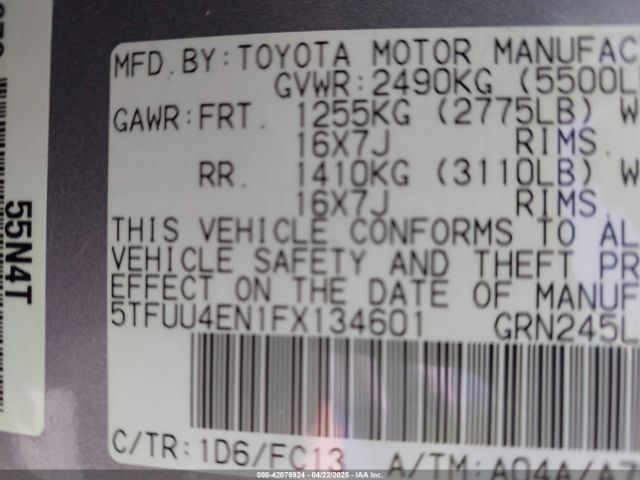 MFD. BY: TOYOTA MOTOR MANUFAC
GVWR: 2490KG (5500L
GAWR: FRT. 1255KG (2775LB) W
16X7J RIMS.
RR. 1410KG (3110LB) W
16X7J RIMS.
THIS VEHICLE CONFORMS TO AL
VEHICLE SAFETY AND THEFT PR
EFFECT ON THE DATE OF MANUF
5TFUU4EN1FX134601 GRN245L
C/TR: 1D6/FC13 A/TM: A04A/A7
55N4T
000-42076924 - 04/22/2025 - IAAI.COM